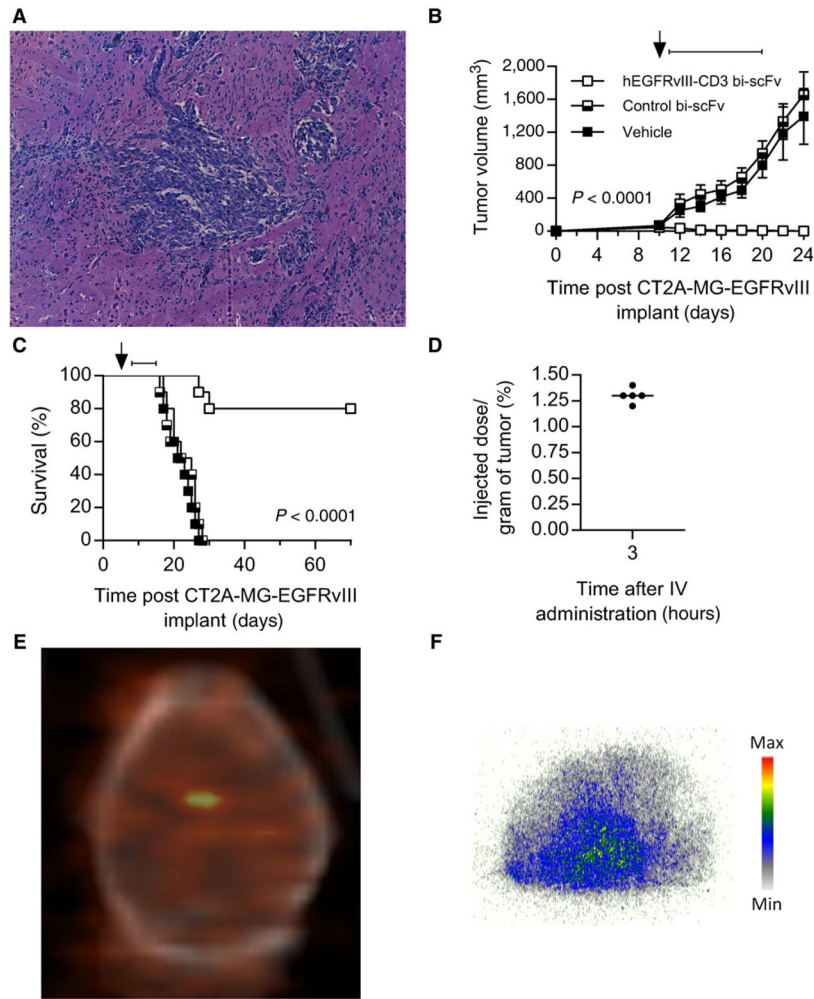 A
B
2,000
1,600
1,200
800
400
0
Tumor volume (mm3)
hEGFRvIII-CD3 bi-scFv
Control bi-scFv
Vehicle
P < 0.0001
0 4 8 12 16 20 24
Time post CT2A-MG-EGFRvIII
implant (days)
C
100
80
60
40
20
0
Survival (%)
P < 0.0001
0 20 40 60
Time post CT2A-MG-EGFRvIII
implant (days)
D
1.50
1.25
1.00
0.75
0.50
0.25
0.00
Injected dose/
gram of tumor (%)
3
Time after IV
administration (hours)
E
F
Max
Min